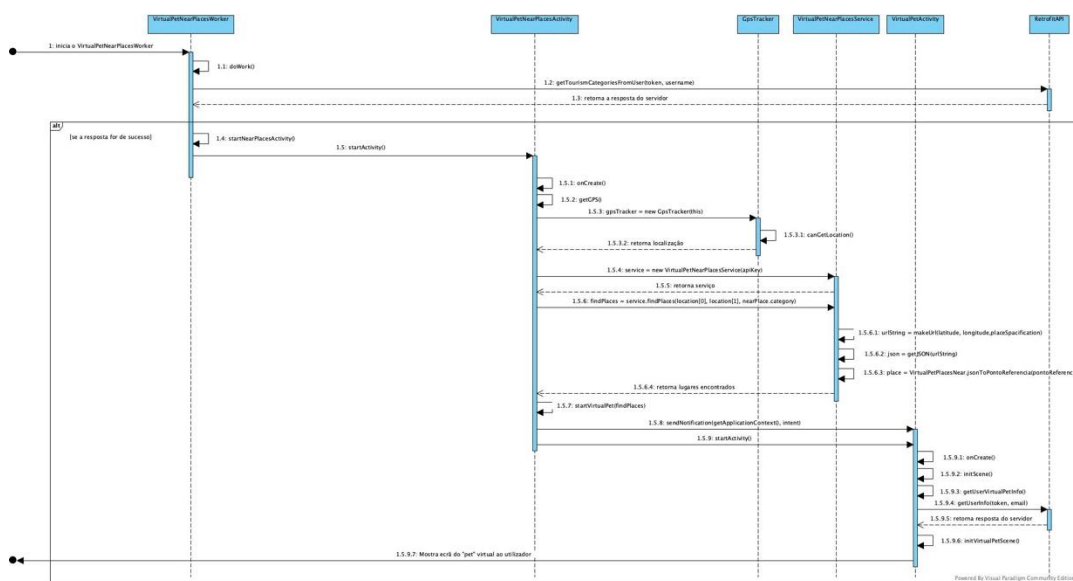 VirtualPetNearPlacesWorker
VirtualPetNearPlacesActivity
GpsTracker
VirtualPetNearPlacesService
VirtualPetActivity
RetrofitAPI
1: inicia o VirtualPetNearPlacesWorker
1.1: doWork()
1.2: getTourismCategoriesFromUser(token, username)
1.3: retorna a resposta do servidor
alt
[se a resposta for de sucesso]
1.4: startNearPlacesActivity()
1.5: startActivity()
1.5.1: onCreate()
1.5.2: getGPS()
1.5.3: gpsTracker = new GpsTracker(this)
1.5.3.1: canGetLocation()
1.5.3.2: retorna localização
1.5.4: service = new VirtualPetNearPlacesService(apiKey)
1.5.5: retorna serviço
1.5.6: findPlaces = service.findPlaces(location[0], location[1], nearPlace.category)
1.5.6.1: urlString = makeUrl(latitude, longitude,placeSpacification)
1.5.6.2: json = getJSON(urlString)
1.5.6.3: place = VirtualPetPlacesNear.jsonToPontoReferencia(pontoReferenc
1.5.6.4: retorna lugares encontrados
1.5.7: startVirtualPet(findPlaces)
1.5.8: sendNotification(getApplicationContext(), intent)
1.5.9: startActivity()
1.5.9.1: onCreate()
1.5.9.2: initScene()
1.5.9.3: getUserVirtualPetInfo()
1.5.9.4: getUserInfo(token, email)
1.5.9.5: retorna resposta do servidor
1.5.9.6: initVirtualPetScene()
1.5.9.7: Mostra ecrã do "pet" virtual ao utilizador
Powered By Visual Paradigm Community Edition